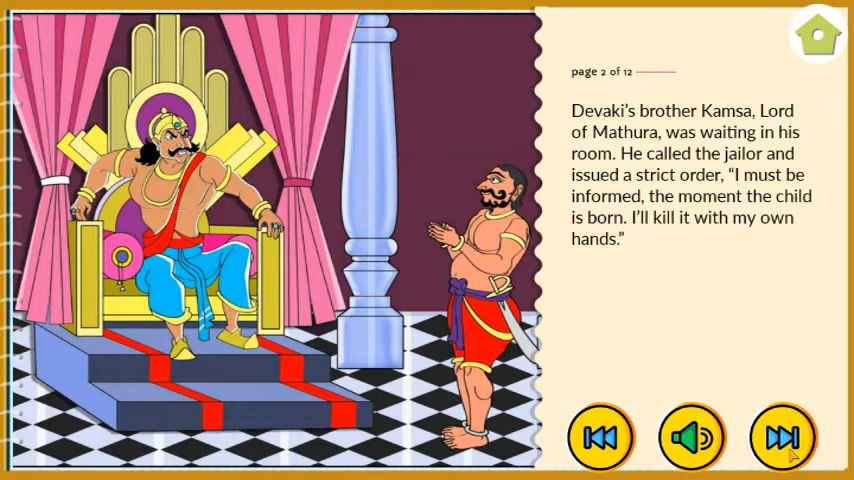 page 2 of 12
Devaki's brother Kamsa, Lord
of Mathura, was waiting in his
room. He called the jailor and
issued a strict order, “I must be
informed, the moment the child
is born. I'll kill it with my own
hands.”